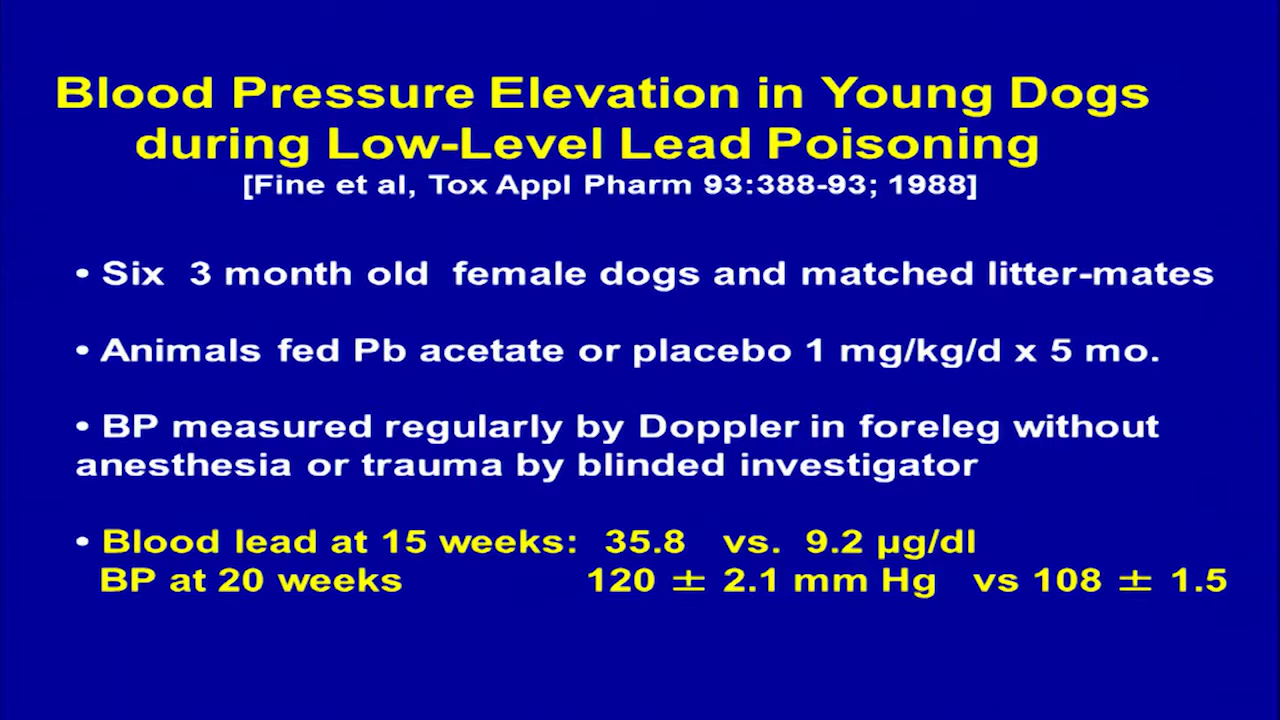 Blood Pressure Elevation in Young Dogs
during Low-Level Lead Poisoning
[Fine et al, Tox Appl Pharm 93:388-93; 1988]
• Six 3 month old female dogs and matched litter-mates
• Animals fed Pb acetate or placebo 1 mg/kg/d x 5 mo.
• BP measured regularly by Doppler in foreleg without
anesthesia or trauma by blinded investigator
• Blood lead at 15 weeks: 35.8 vs. 9.2 µg/dl
BP at 20 weeks 120 ± 2.1 mm Hg vs 108 ± 1.5